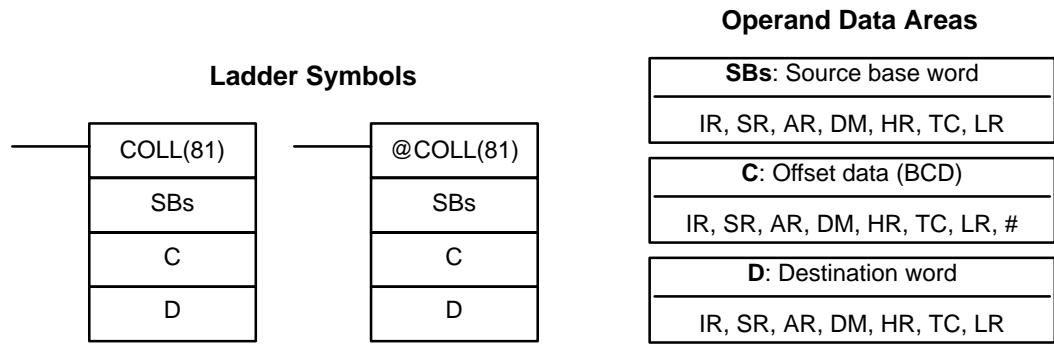 Ladder Symbols
COLL(81)
SBs
C
D
@COLL(81)
SBs
C
D
Operand Data Areas
SBs: Source base word
IR, SR, AR, DM, HR, TC, LR
C: Offset data (BCD)
IR, SR, AR, DM, HR, TC, LR, #
D: Destination word
IR, SR, AR, DM, HR, TC, LR